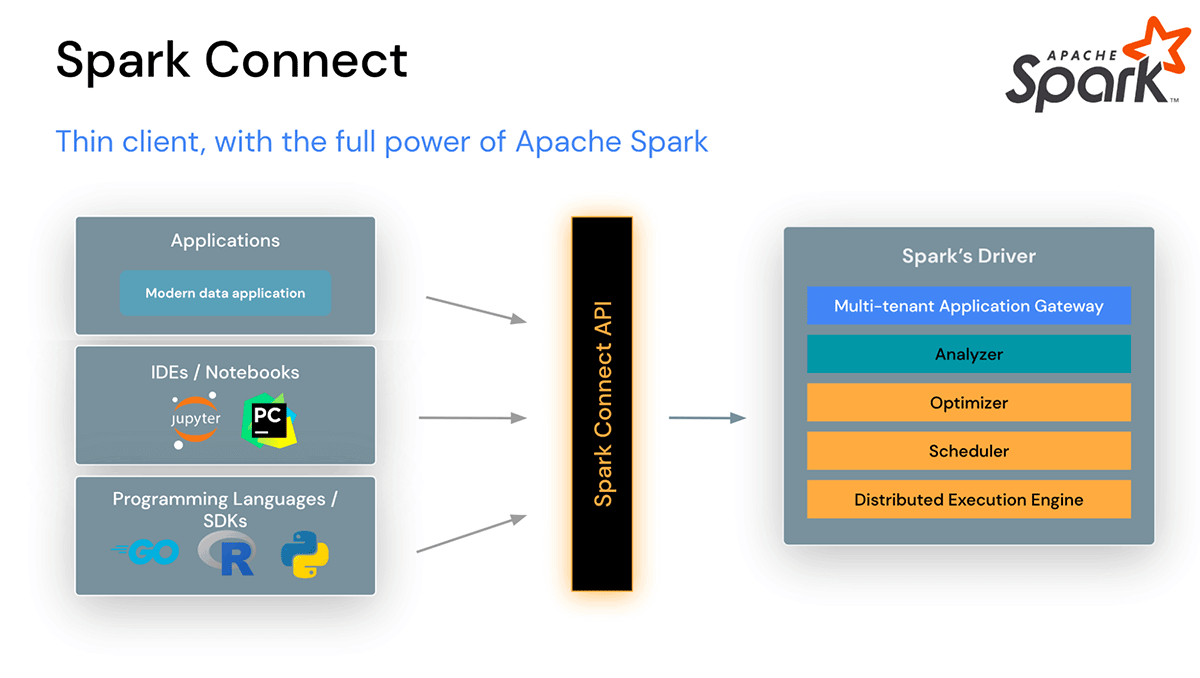 Spark Connect
APACHE
Spark™
Thin client, with the full power of Apache Spark
Applications
Modern data application
IDEs / Notebooks
jupyter
PC
Programming Languages /
SDKs
GO
R
Spark Connect API
Spark's Driver
Multi-tenant Application Gateway
Analyzer
Optimizer
Scheduler
Distributed Execution Engine